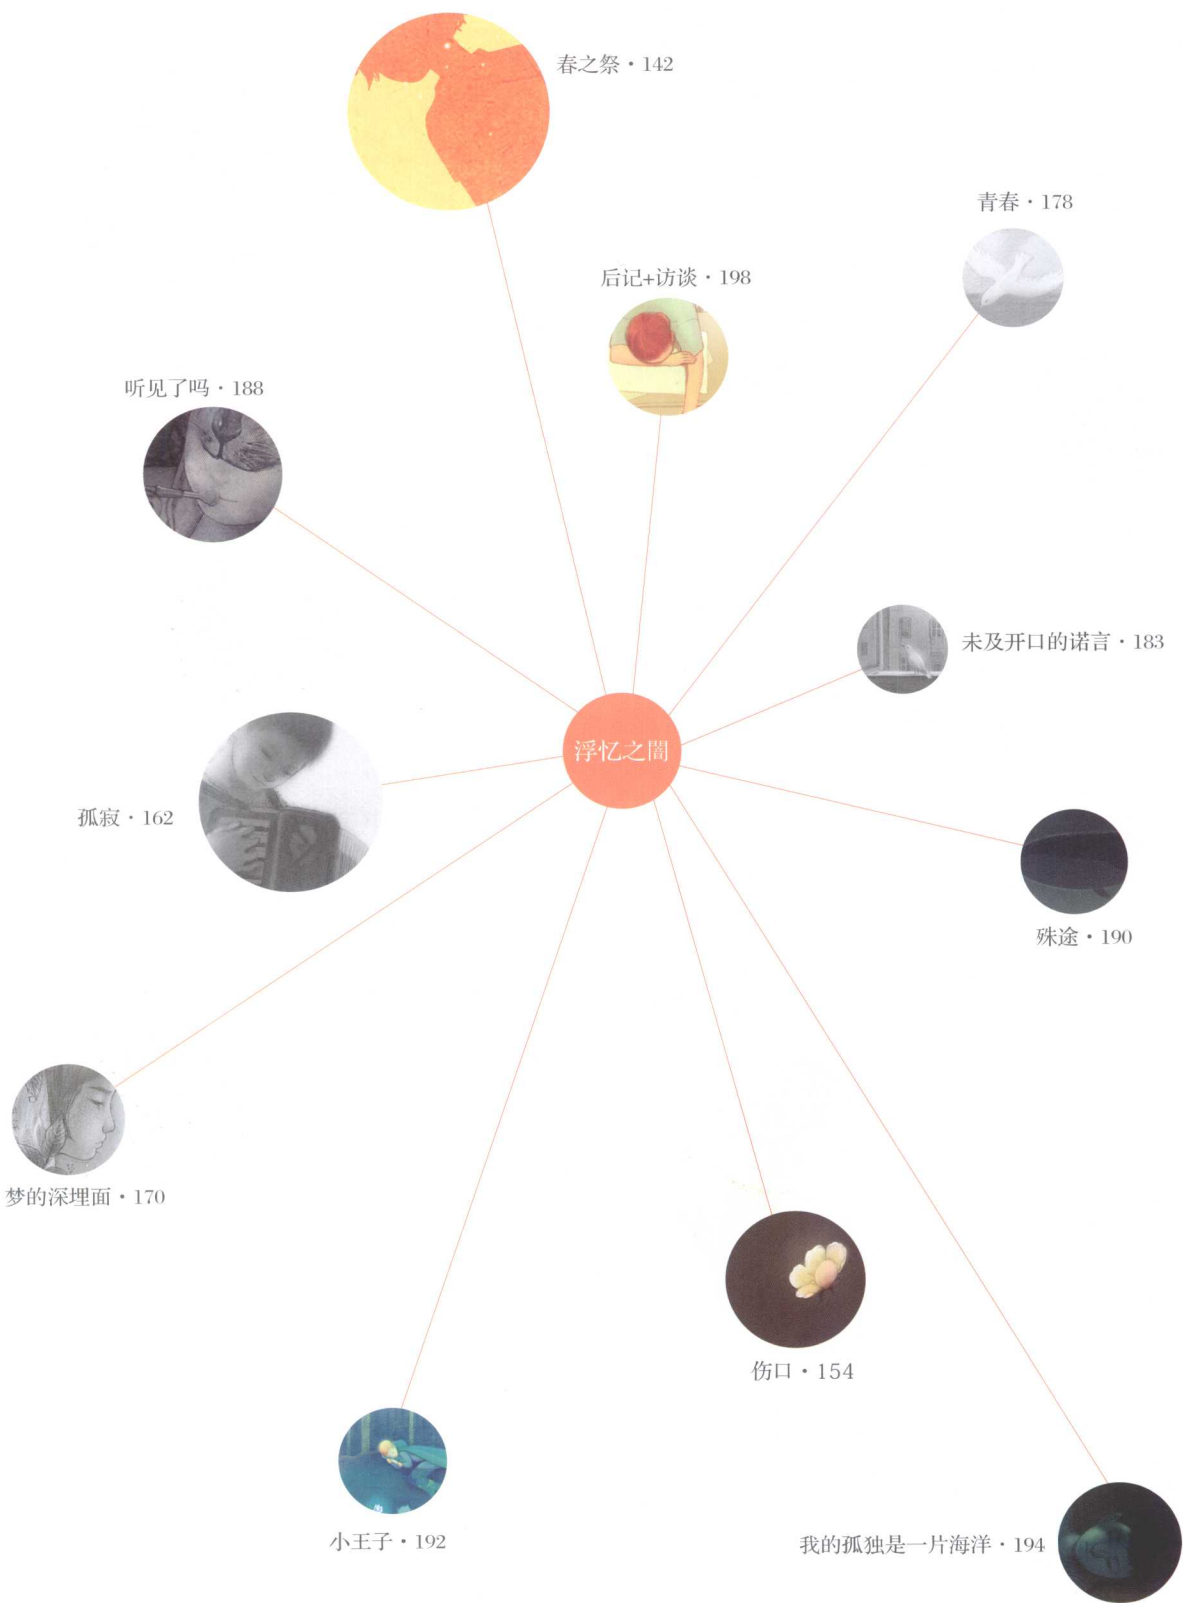 春之祭・142
青春・178
后记+访谈・198
听见了吗・188
未及开口的诺言・183
浮忆之闇
孤寂・162
殊途・190
梦的深埋面・170
伤口・154
小王子・192
我的孤独是一片海洋・194